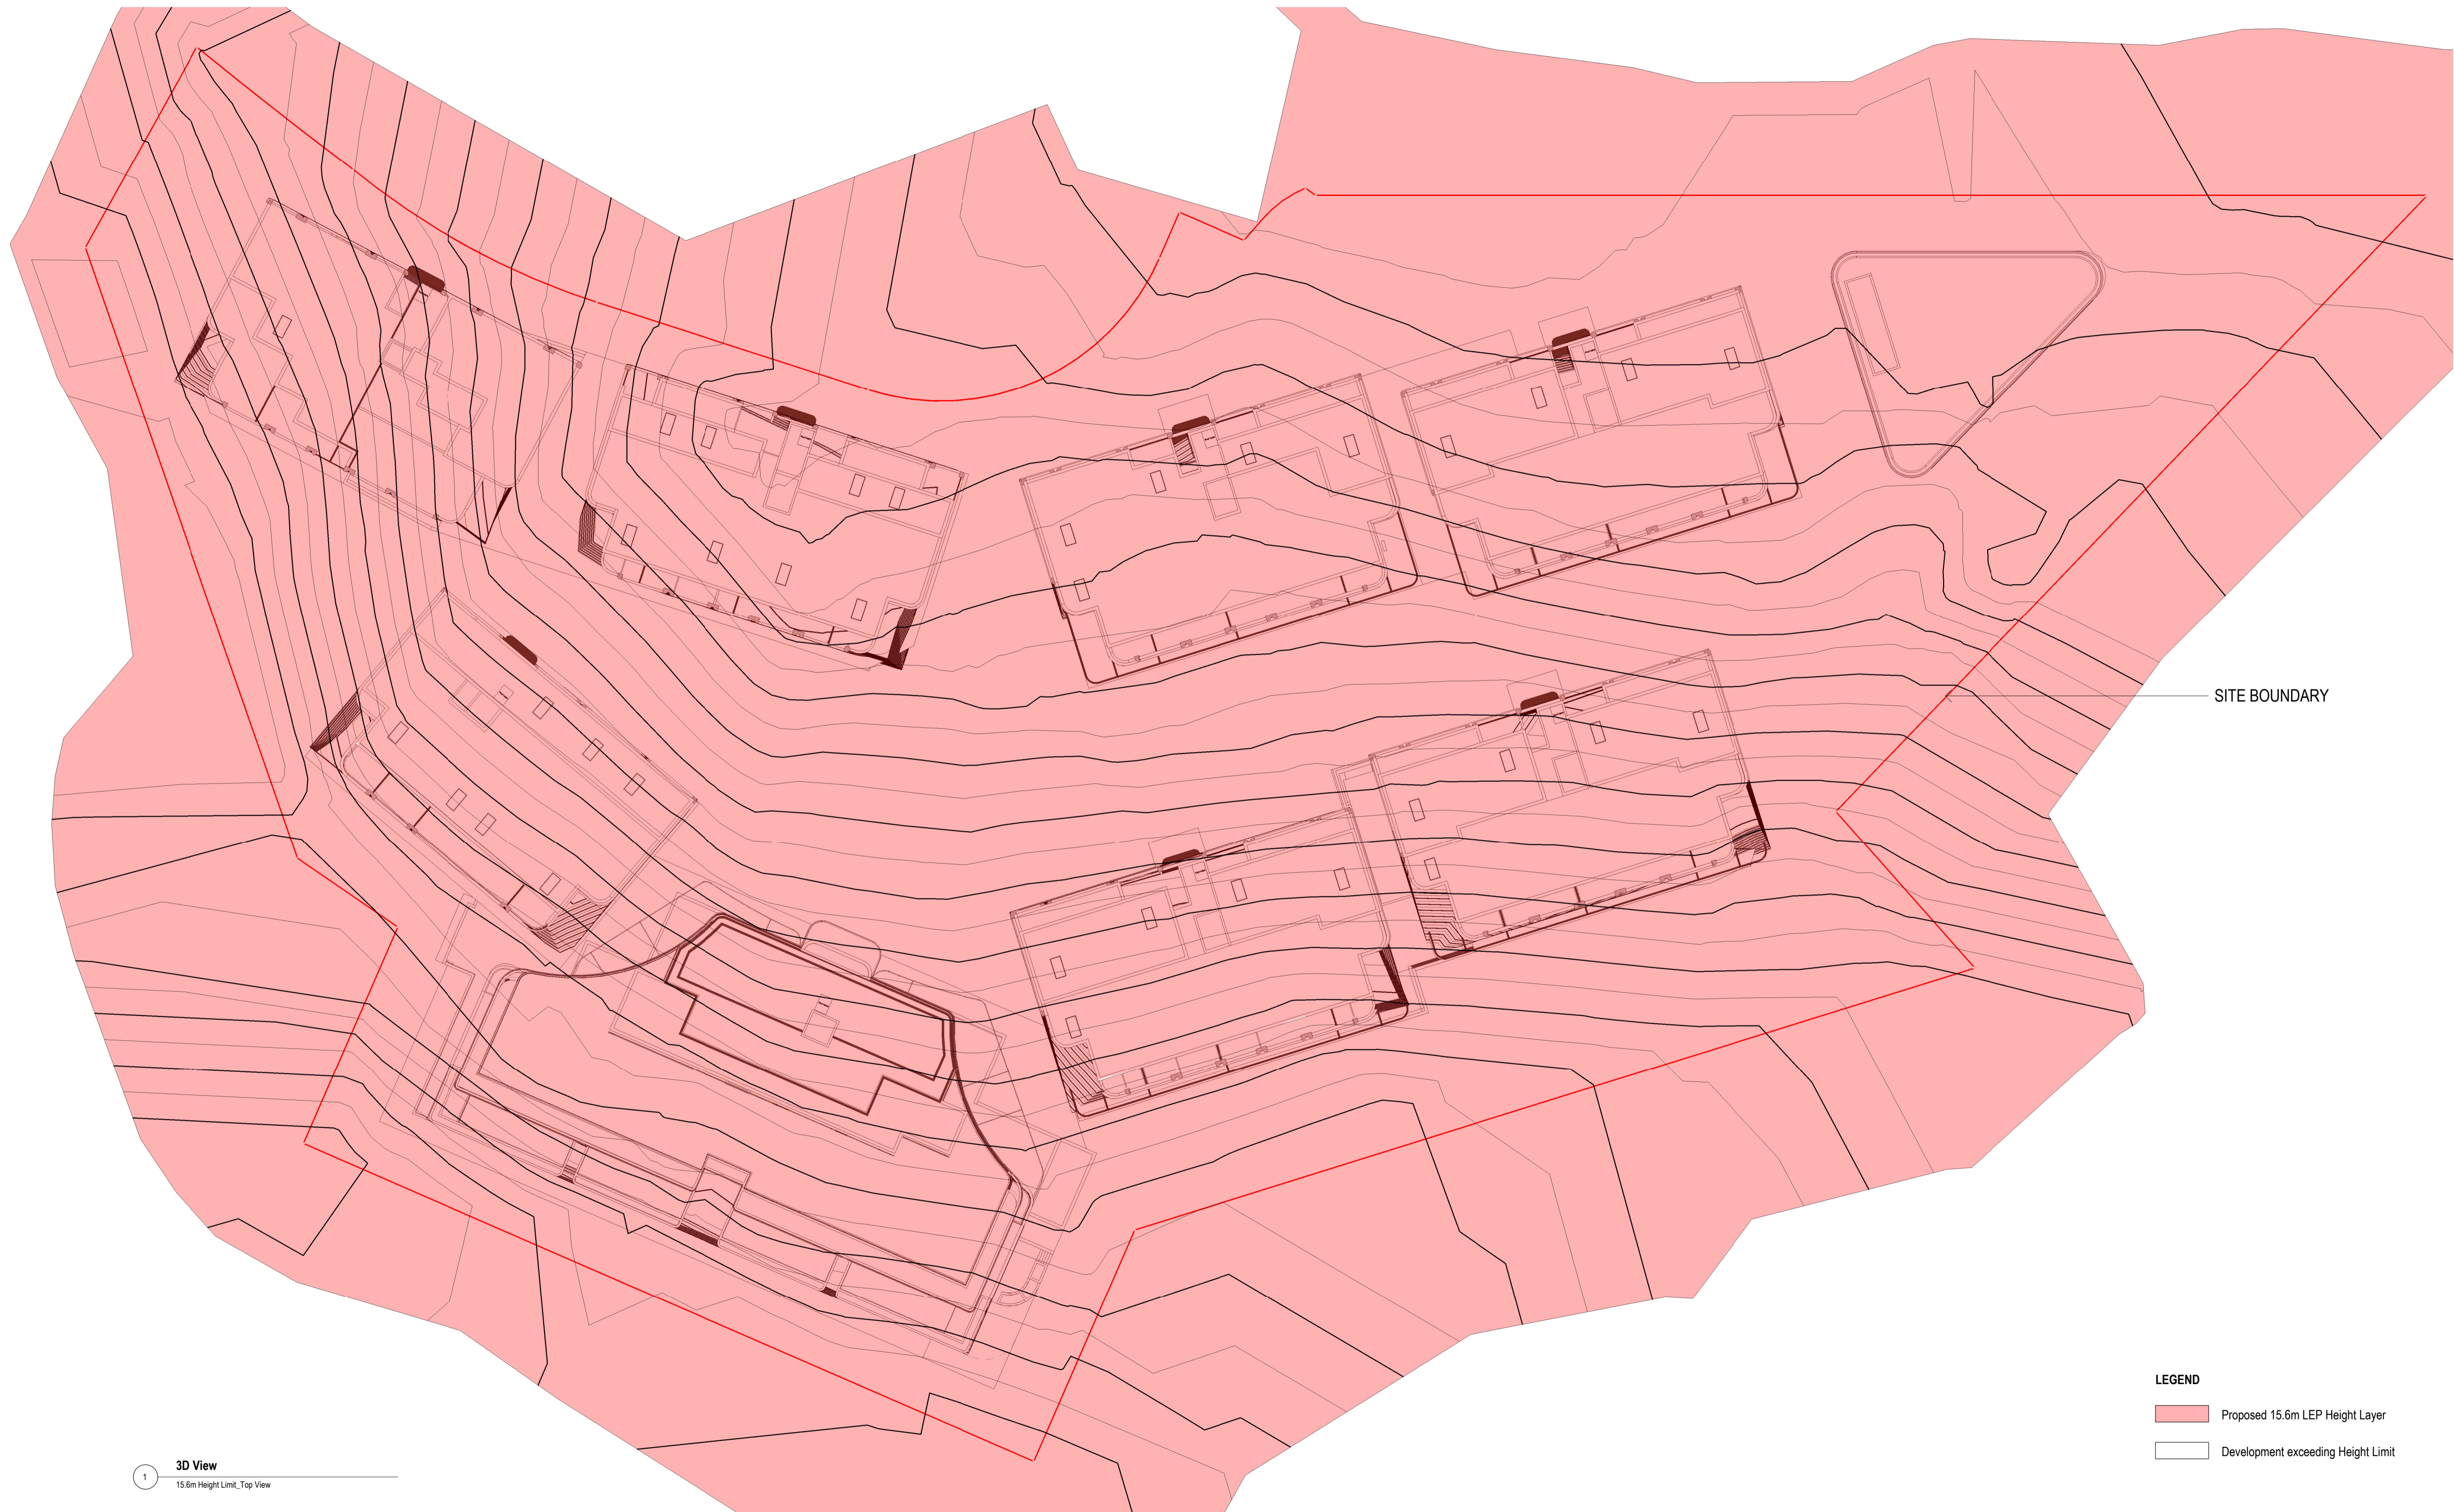 SITE BOUNDARY
LEGEND
Proposed 15.6m LEP Height Layer
Development exceeding Height Limit
1
3D View
15.6m Height Limit_Top View